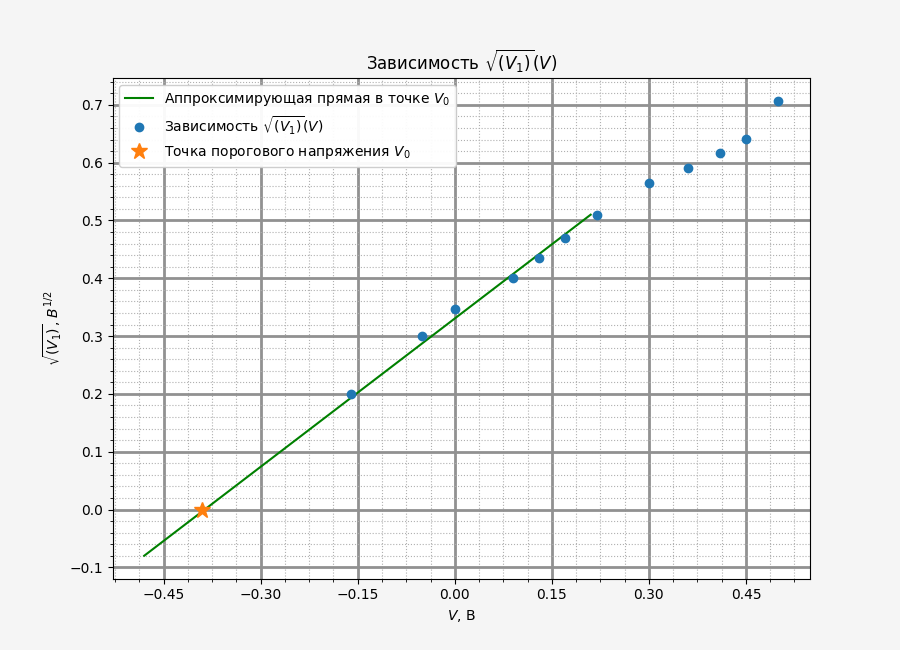 Зависимость √(V₁)(V)
Аппроксимирующая прямая в точке V₀
Зависимость √(V₁)(V)
Точка порогового напряжения V₀
0.7
0.6
0.5
0.4
0.3
0.2
0.1
0.0
−0.1
√(V₁) , B^1/2
−0.45 −0.30 −0.15 0.00 0.15 0.30 0.45
V, В